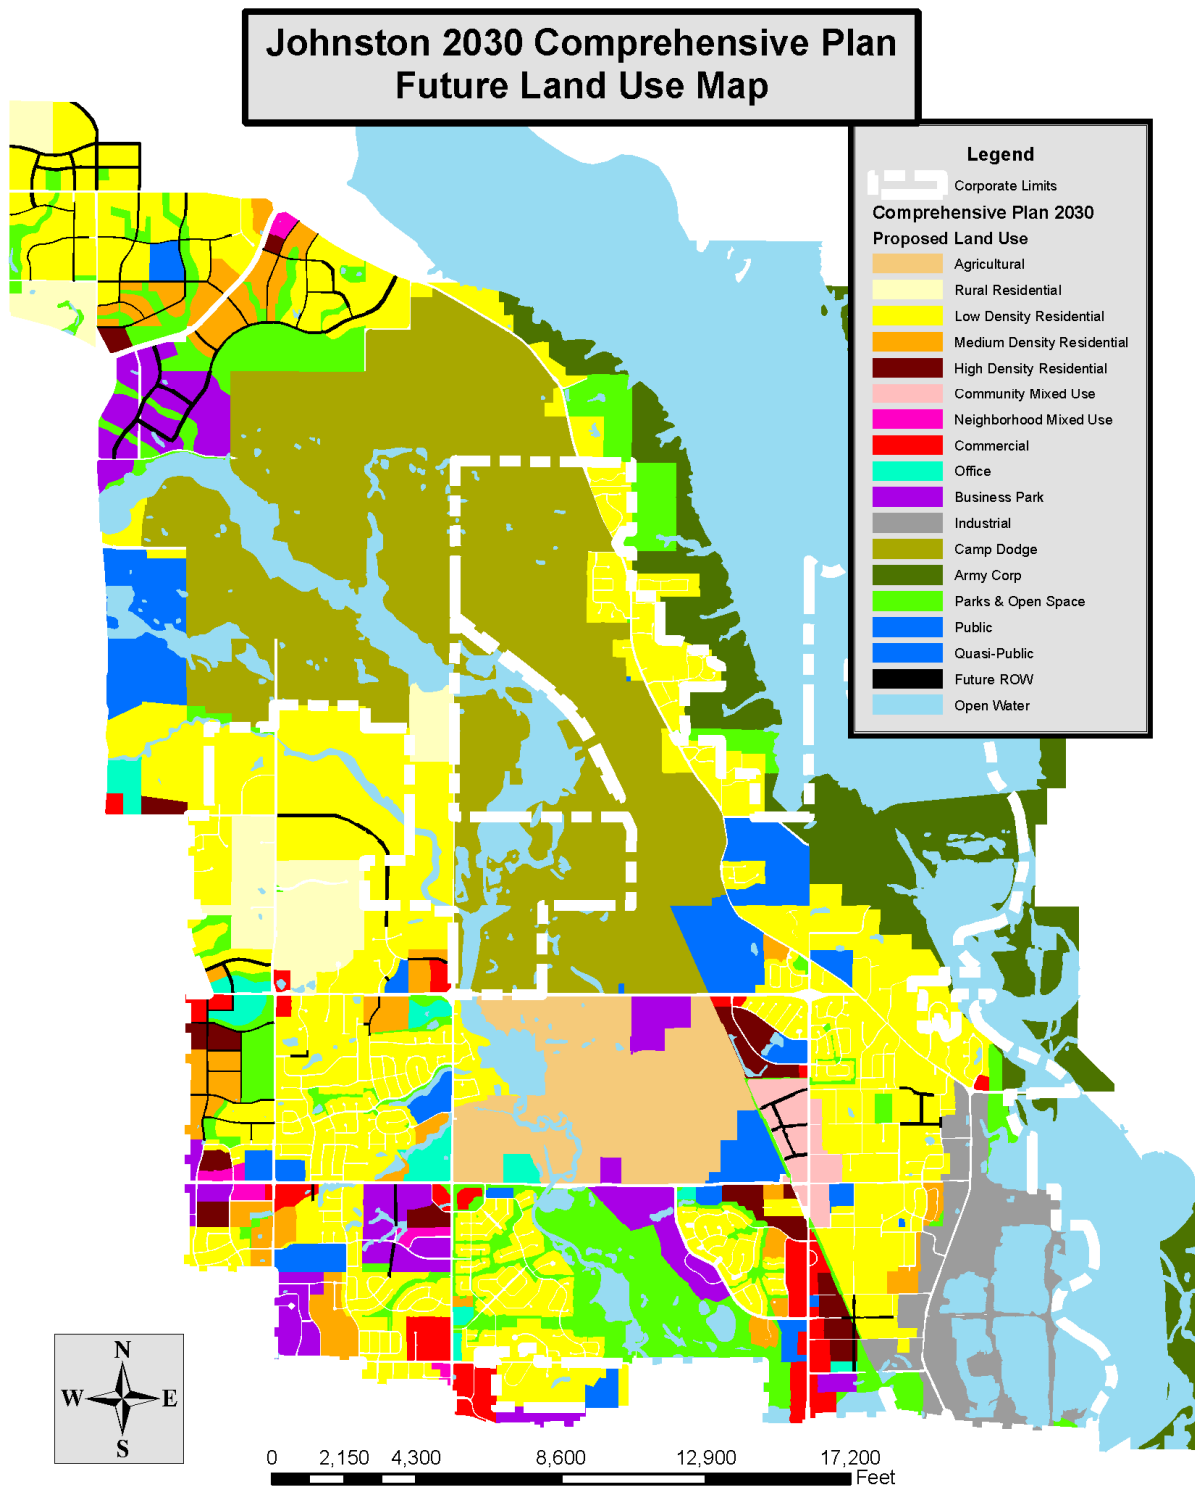 Johnston 2030 Comprehensive Plan
Future Land Use Map
Legend
Corporate Limits
Comprehensive Plan 2030
Proposed Land Use
Agricultural
Rural Residential
Low Density Residential
Medium Density Residential
High Density Residential
Community Mixed Use
Neighborhood Mixed Use
Commercial
Office
Business Park
Industrial
Camp Dodge
Army Corp
Parks & Open Space
Public
Quasi-Public
Future ROW
Open Water
N
W E
S
0 2,150 4,300 8,600 12,900 17,200
Feet